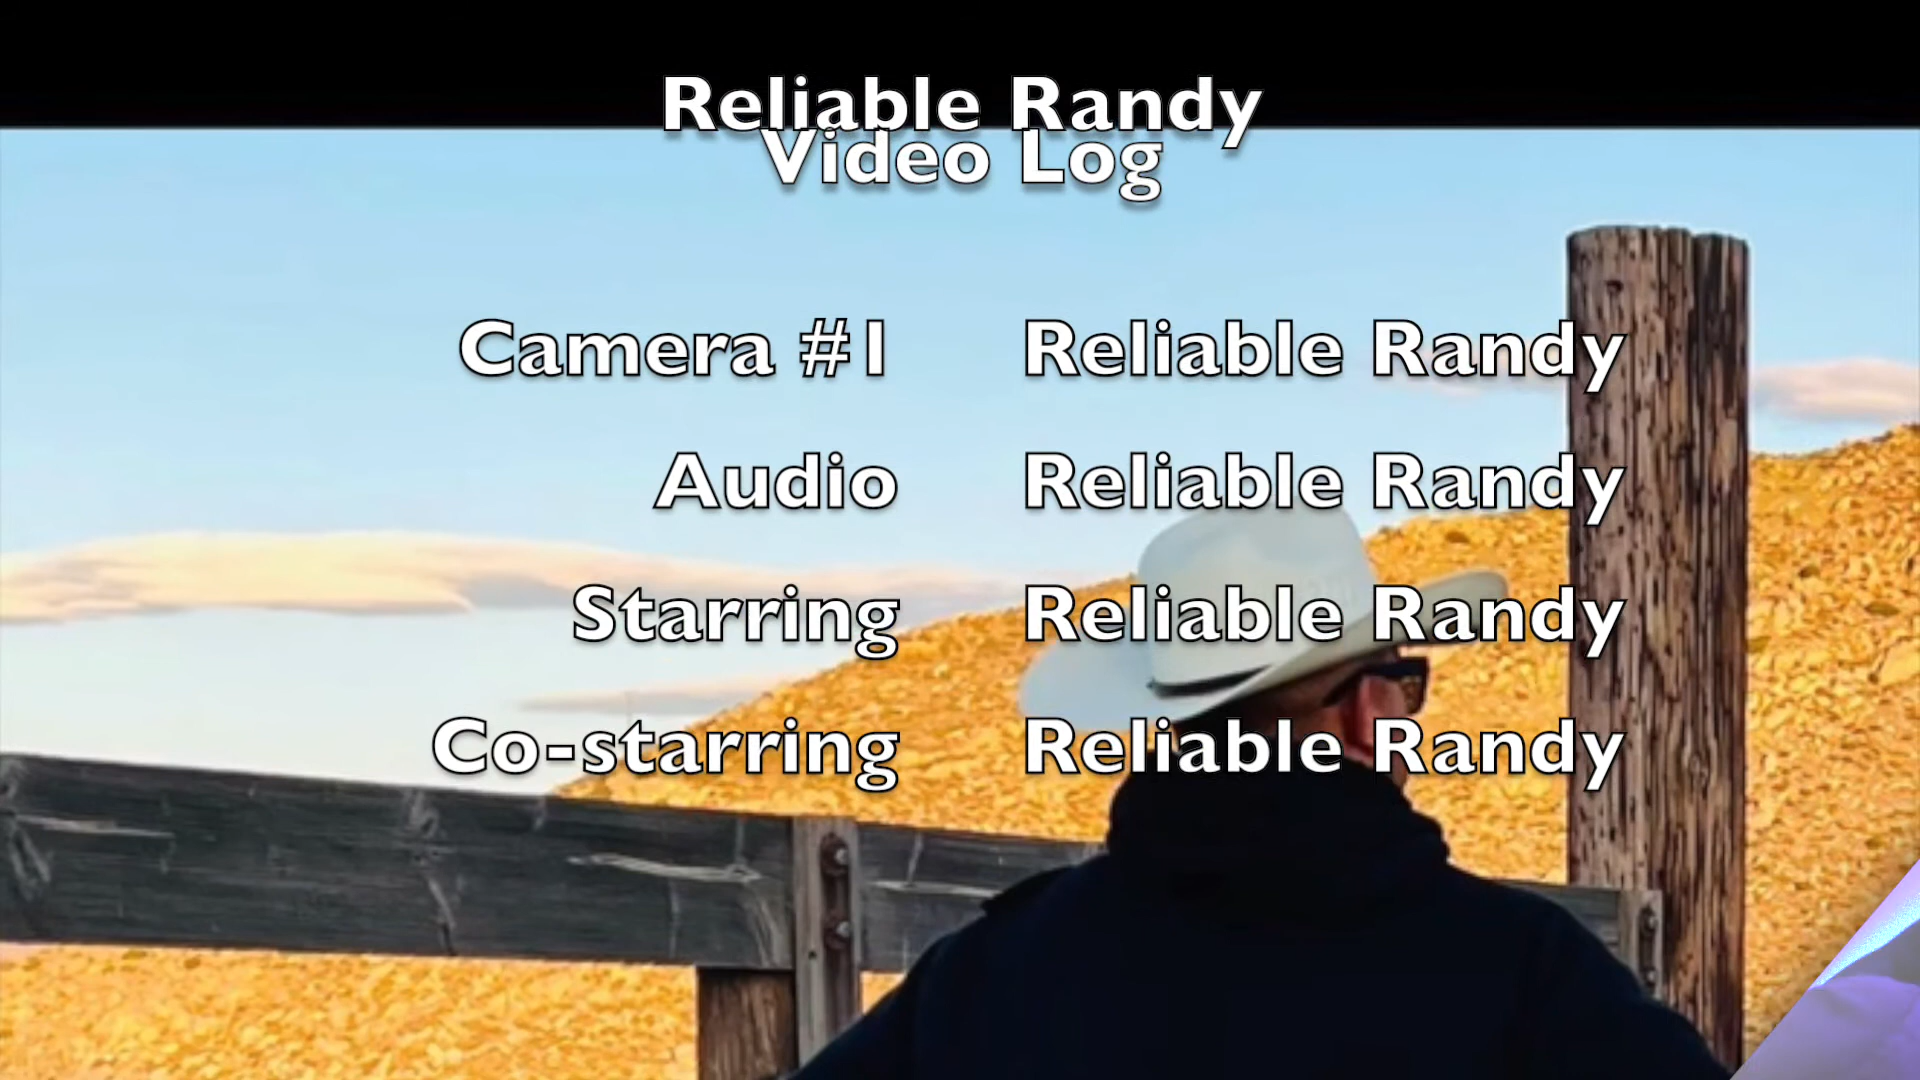 Reliable Randy
Video Log
Camera #1 Reliable Randy
Audio Reliable Randy
Starring Reliable Randy
Co-starring Reliable Randy